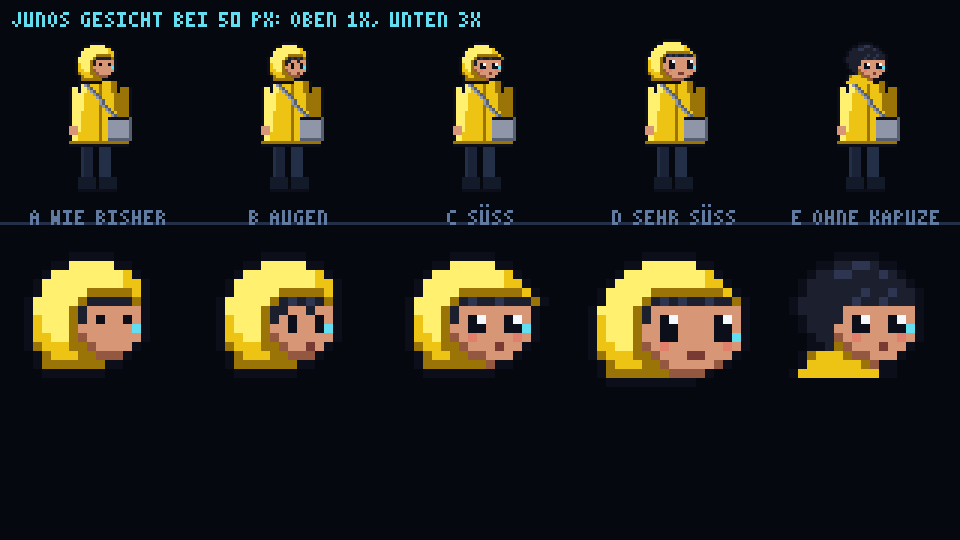 JUNOS GESICHT BEI 50 PX: OBEN 1X, UNTEN 3X
A WIE BISHER
B AUGEN
C SÜSS
D SEHR SÜSS
E OHNE KAPUZE